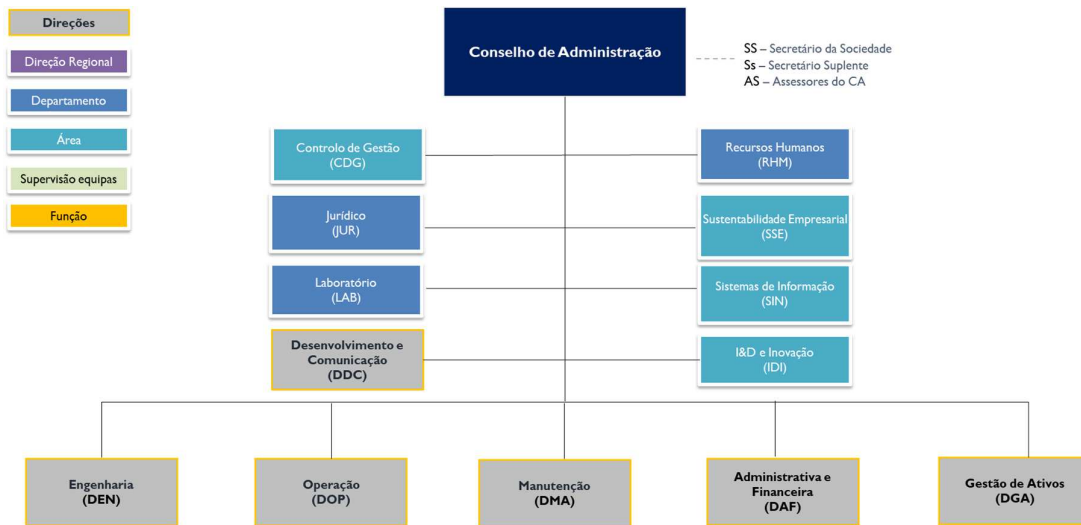 Direções
Direção Regional
Departamento
Área
Supervisão equipas
Função
Conselho de Administração
SS – Secretário da Sociedade
Ss – Secretário Suplente
AS – Assessores do CA
Controlo de Gestão
(CDG)
Recursos Humanos
(RHM)
Jurídico
(JUR)
Sustentabilidade Empresarial
(SSE)
Laboratório
(LAB)
Sistemas de Informação
(SIN)
Desenvolvimento e
Comunicação
(DDC)
I&D e Inovação
(IDI)
Engenharia
(DEN)
Operação
(DOP)
Manutenção
(DMA)
Administrativa e
Financeira
(DAF)
Gestão de Ativos
(DGA)